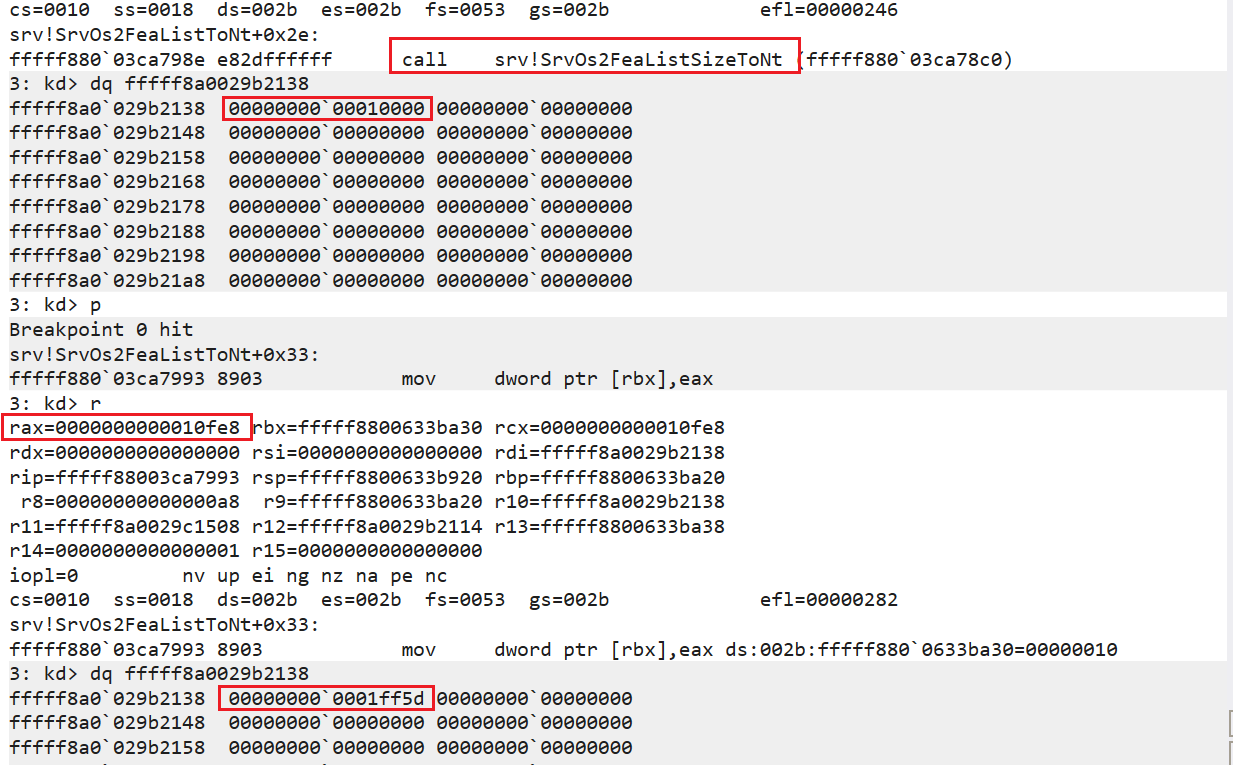 cs=0010  ss=0018  ds=002b  es=002b  fs=0053  gs=002b             efl=00000246
srv!SrvOs2FeaListToNt+0x2e:
fffff880`03ca798e e82dffffff      call    srv!SrvOs2FeaListSizeToNt (fffff880`03ca78c0)
3: kd> dq fffff8a0029b2138
fffff8a0`029b2138  00000000`00010000 00000000`00000000
fffff8a0`029b2148  00000000`00000000 00000000`00000000
fffff8a0`029b2158  00000000`00000000 00000000`00000000
fffff8a0`029b2168  00000000`00000000 00000000`00000000
fffff8a0`029b2178  00000000`00000000 00000000`00000000
fffff8a0`029b2188  00000000`00000000 00000000`00000000
fffff8a0`029b2198  00000000`00000000 00000000`00000000
fffff8a0`029b21a8  00000000`00000000 00000000`00000000
3: kd> p
Breakpoint 0 hit
srv!SrvOs2FeaListToNt+0x33:
fffff880`03ca7993 8903            mov     dword ptr [rbx],eax
3: kd> r
rax=0000000000010fe8 rbx=fffff8800633ba30 rcx=0000000000010fe8
rdx=0000000000000000 rsi=0000000000000000 rdi=fffff8a0029b2138
rip=fffff88003ca7993 rsp=fffff8800633b920 rbp=fffff8800633ba20
 r8=00000000000000a8  r9=fffff8800633ba20 r10=fffff8a0029b2138
r11=fffff8a0029c1508 r12=fffff8a0029b2114 r13=fffff8800633ba38
r14=0000000000000001 r15=0000000000000000
iopl=0         nv up ei ng nz na pe nc
cs=0010  ss=0018  ds=002b  es=002b  fs=0053  gs=002b             efl=00000282
srv!SrvOs2FeaListToNt+0x33:
fffff880`03ca7993 8903            mov     dword ptr [rbx],eax ds:002b:fffff880`0633ba30=00000010
3: kd> dq fffff8a0029b2138
fffff8a0`029b2138  00000000`0001ff5d 00000000`00000000
fffff8a0`029b2148  00000000`00000000 00000000`00000000
fffff8a0`029b2158  00000000`00000000 00000000`00000000